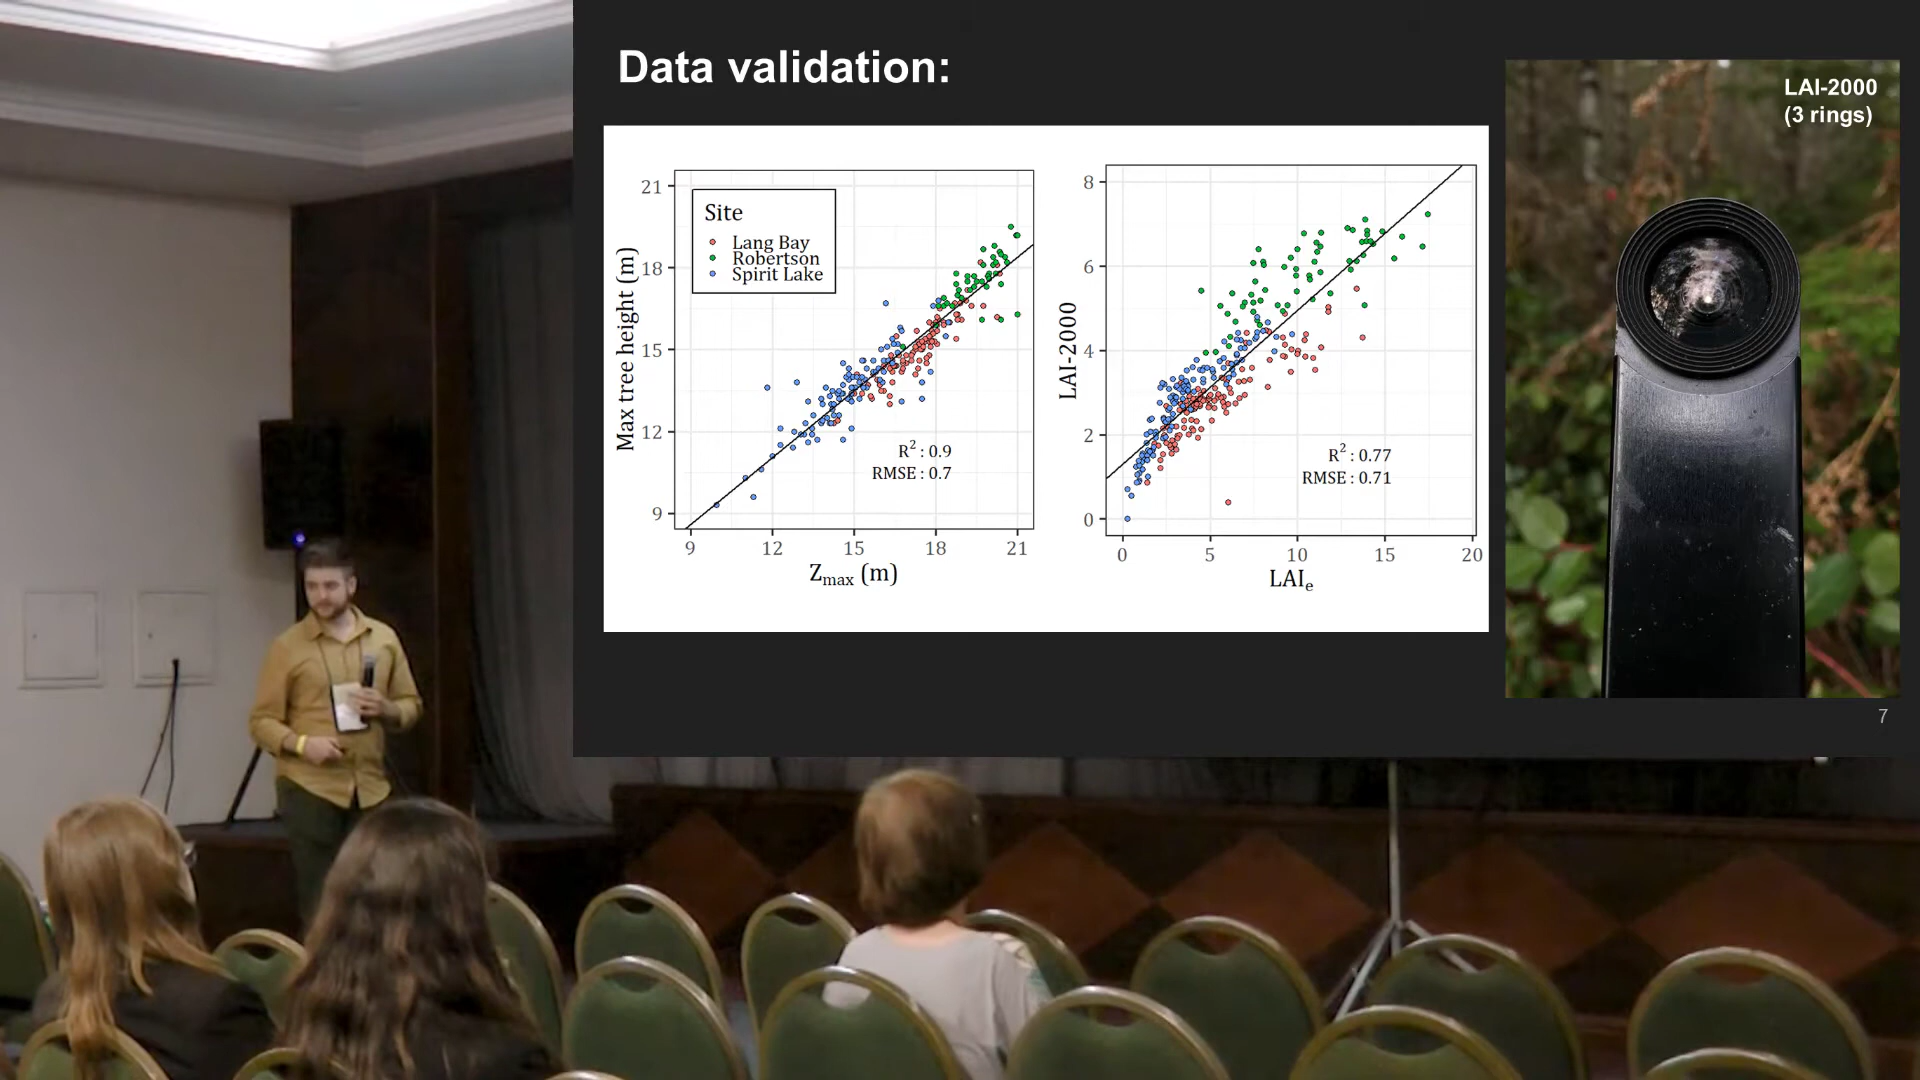 Data validation:
LAI-2000
(3 rings)
Max tree height (m)
21
18
15
12
9
Site
Lang Bay
Robertson
Spirit Lake
R² : 0.9
RMSE : 0.7
9 12 15 18 21
Zmax (m)
LAI-2000
8
6
4
2
0
R² : 0.77
RMSE : 0.71
0 5 10 15 20
LAIe
7